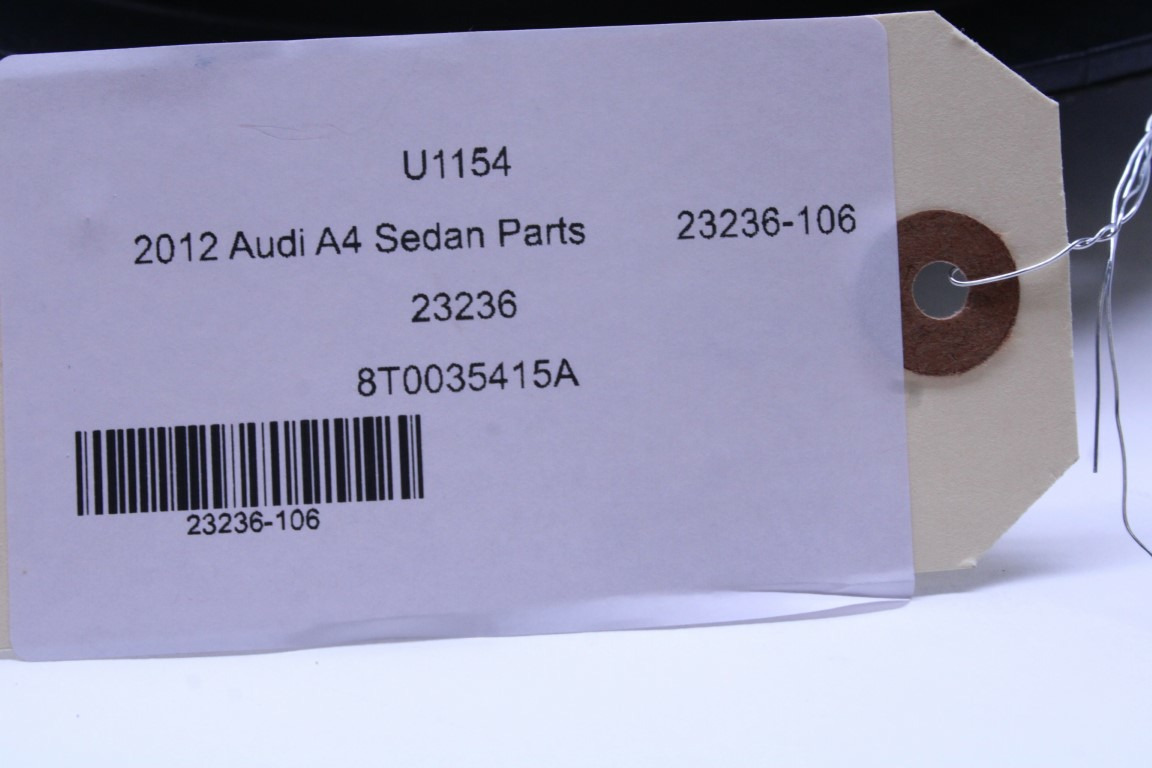 U1154
2012 Audi A4 Sedan Parts 23236-106
23236
8T0035415A
23236-106